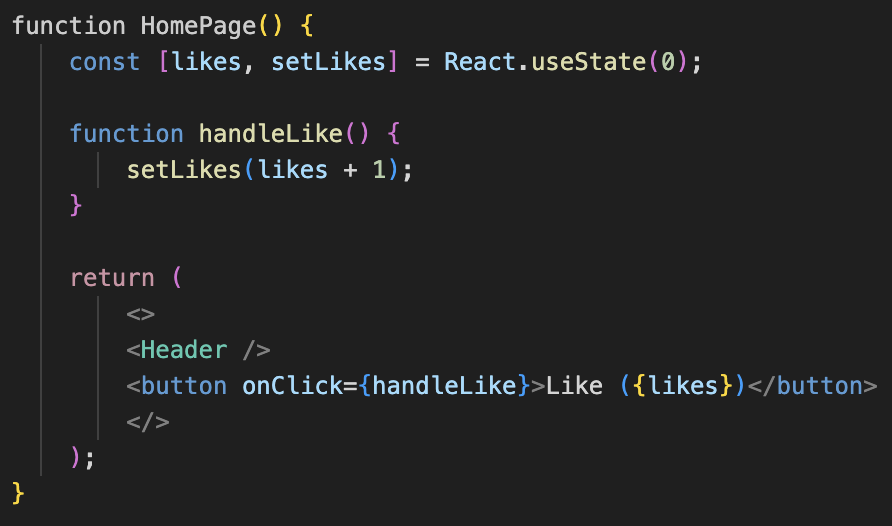 function HomePage() {
const [likes, setLikes] = React.useState(0);
function handleLike() {
setLikes(likes + 1);
}
return (
<>
<Header />
<button onClick={handleLike}>Like ({likes})</button>
</>
);
}